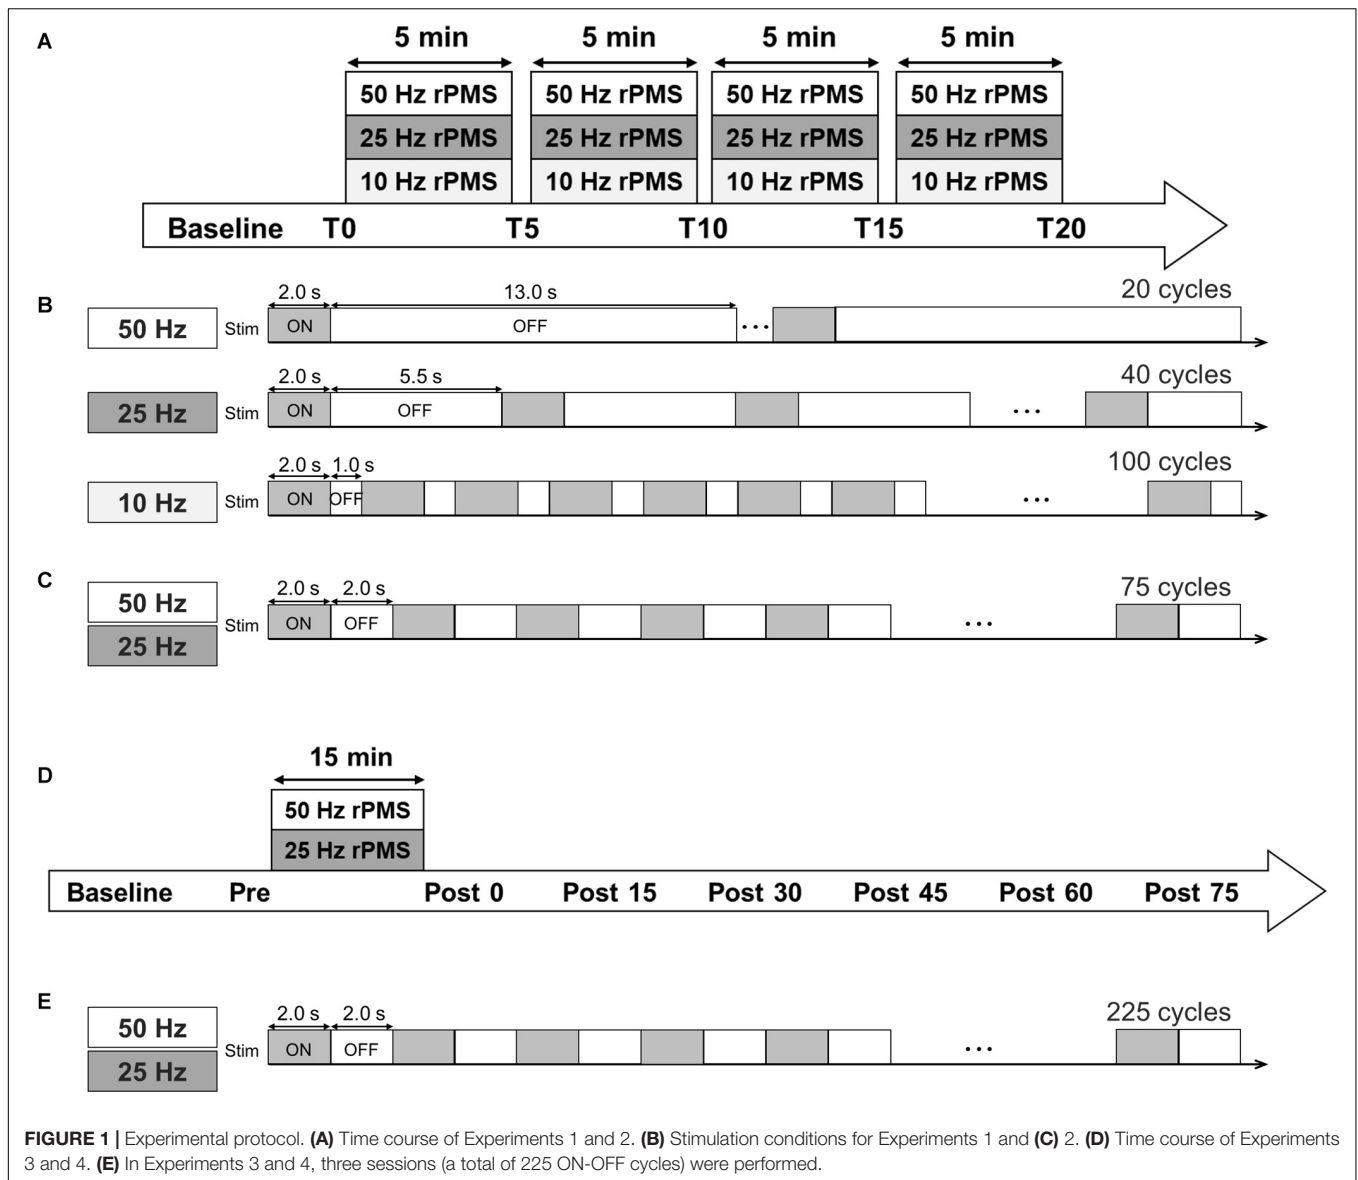 A
5 min 5 min 5 min 5 min
50 Hz rPMS 50 Hz rPMS 50 Hz rPMS 50 Hz rPMS
25 Hz rPMS 25 Hz rPMS 25 Hz rPMS 25 Hz rPMS
10 Hz rPMS 10 Hz rPMS 10 Hz rPMS 10 Hz rPMS
Baseline T0 T5 T10 T15 T20
B
2.0 s 13.0 s 20 cycles
50 Hz Stim ON OFF ...
2.0 s 5.5 s 40 cycles
25 Hz Stim ON OFF ...
2.0 s 1.0 s 100 cycles
10 Hz Stim ON OFF ...
C
2.0 s 2.0 s 75 cycles
50 Hz
Stim ON OFF ...
25 Hz
D
15 min
50 Hz rPMS
25 Hz rPMS
Baseline Pre Post 0 Post 15 Post 30 Post 45 Post 60 Post 75
E
2.0 s 2.0 s 225 cycles
50 Hz
Stim ON OFF ...
25 Hz
FIGURE 1 | Experimental protocol. (A) Time course of Experiments 1 and 2. (B) Stimulation conditions for Experiments 1 and (C) 2. (D) Time course of Experiments
3 and 4. (E) In Experiments 3 and 4, three sessions (a total of 225 ON-OFF cycles) were performed.